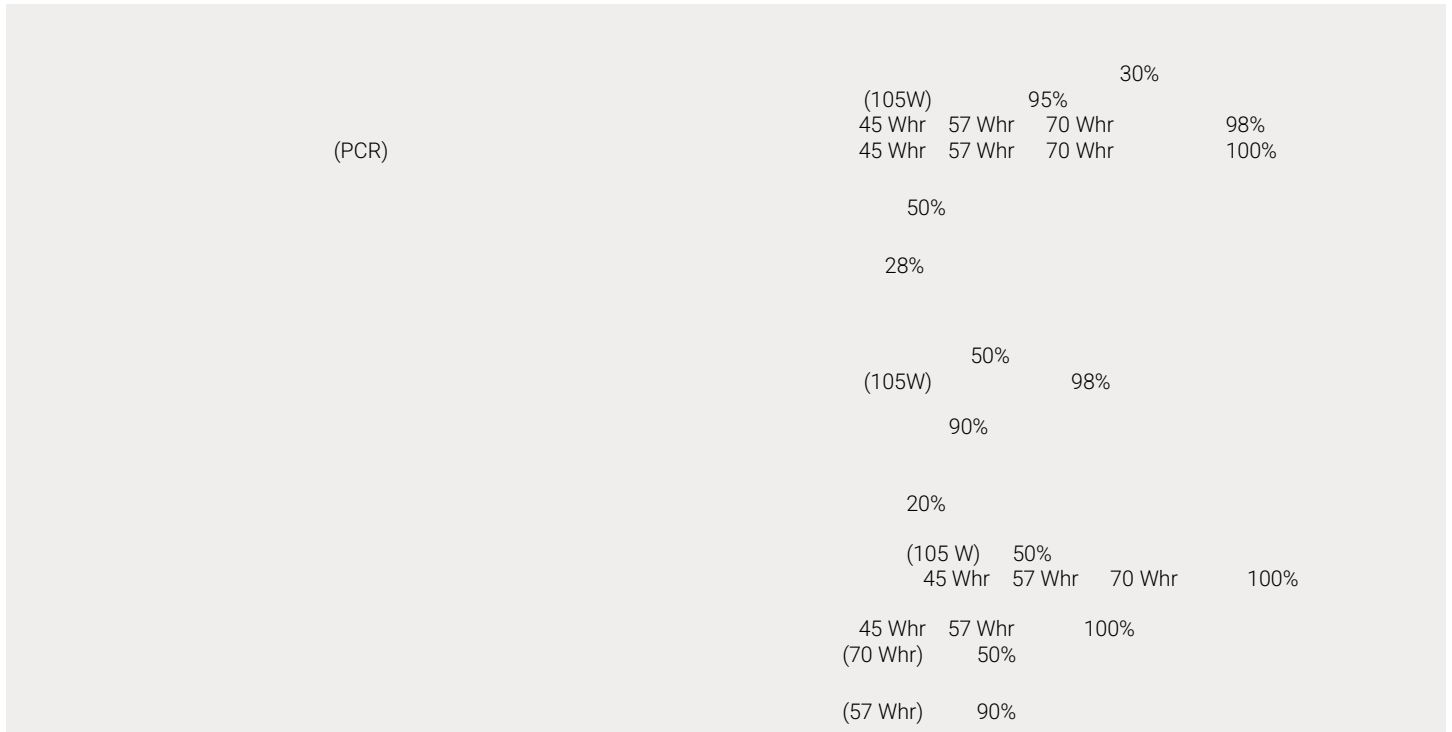 30%
(105W) 95%
45 Whr 57 Whr 70 Whr 98%
(PCR) 45 Whr 57 Whr 70 Whr 100%
50%
28%
50%
(105W) 98%
90%
20%
(105 W) 50%
45 Whr 57 Whr 70 Whr 100%
45 Whr 57 Whr 100%
(70 Whr) 50%
(57 Whr) 90%